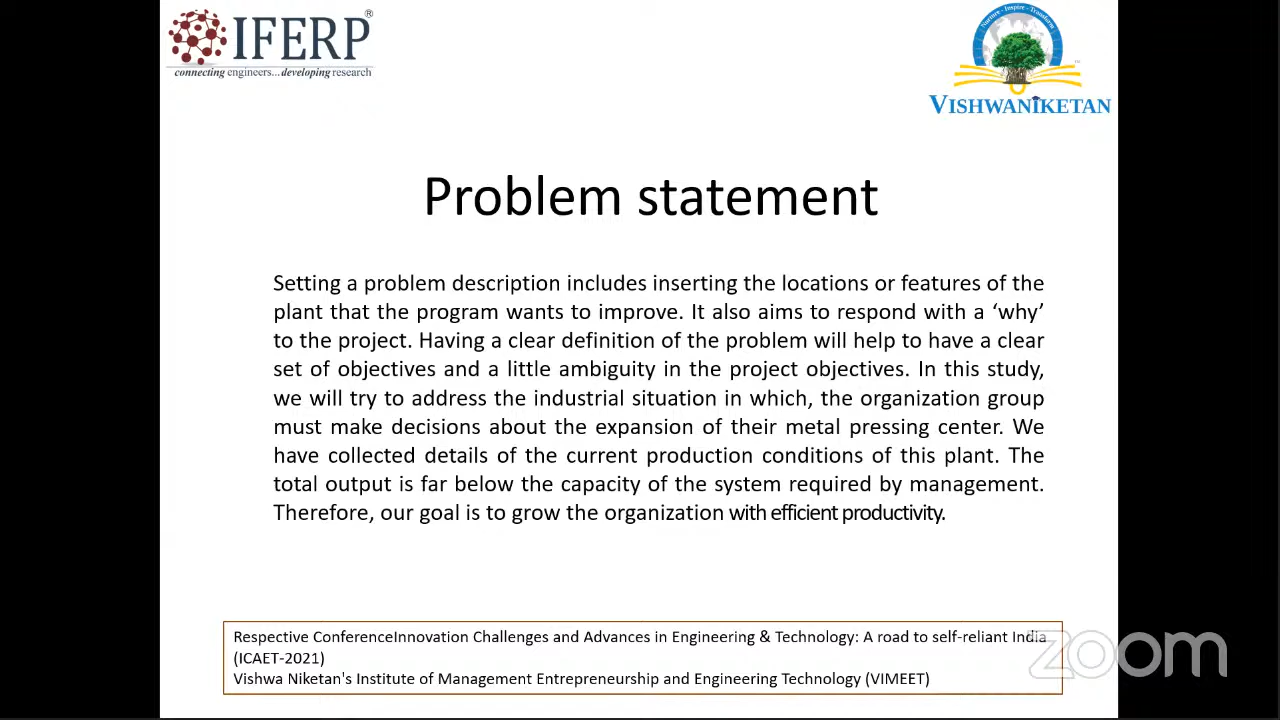 IFERP®
connecting engineers...developing research
Nurture - Inspire - Transform
VISHWANIKETAN
Problem statement
Setting a problem description includes inserting the locations or features of the
plant that the program wants to improve. It also aims to respond with a ‘why’
to the project. Having a clear definition of the problem will help to have a clear
set of objectives and a little ambiguity in the project objectives. In this study,
we will try to address the industrial situation in which, the organization group
must make decisions about the expansion of their metal pressing center. We
have collected details of the current production conditions of this plant. The
total output is far below the capacity of the system required by management.
Therefore, our goal is to grow the organization with efficient productivity.
Respective ConferenceInnovation Challenges and Advances in Engineering & Technology: A road to self-reliant India
(ICAET-2021)
Vishwa Niketan's Institute of Management Entrepreneurship and Engineering Technology (VIMEET)
zoom